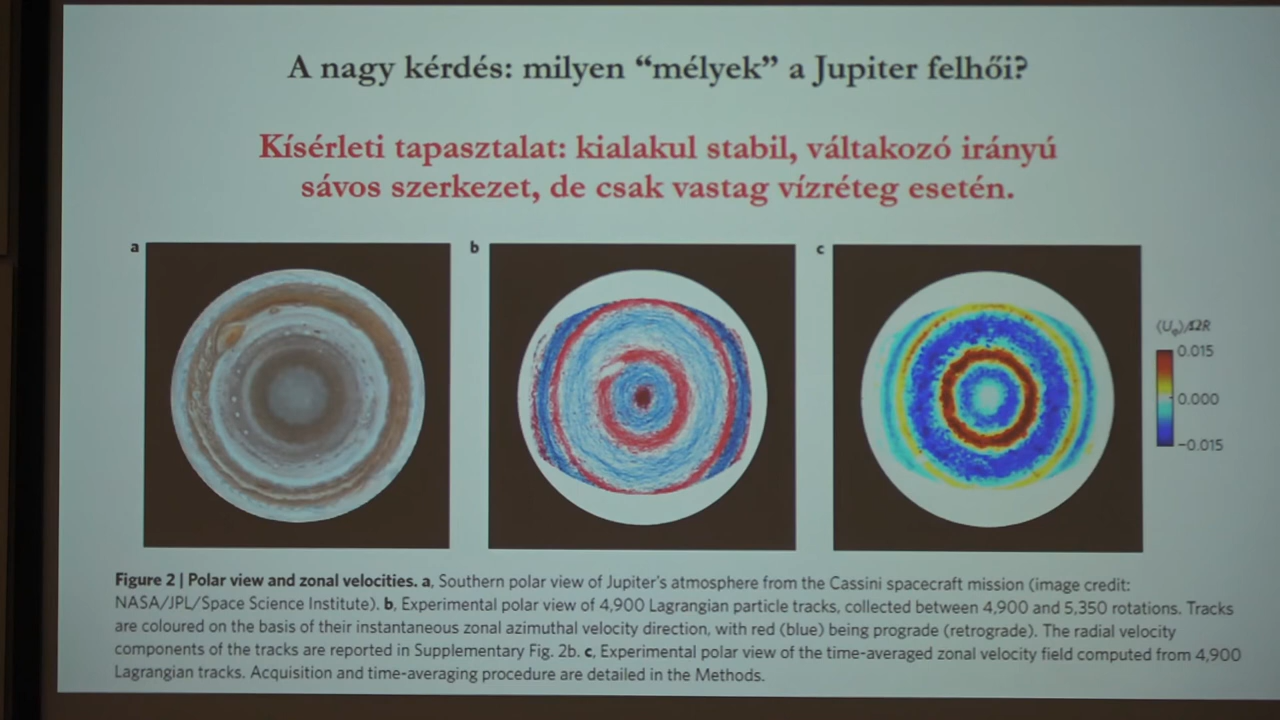 A nagy kérdés: milyen “mélyek” a Jupiter felhői?
Kísérleti tapasztalat: kialakul stabil, váltakozó irányú
sávos szerkezet, de csak vastag vízréteg esetén.
a
b
c
⟨Uφ⟩/ΩR
0.015
0.000
−0.015
Figure 2 | Polar view and zonal velocities. a, Southern polar view of Jupiter’s atmosphere from the Cassini spacecraft mission (image credit:
NASA/JPL/Space Science Institute). b, Experimental polar view of 4,900 Lagrangian particle tracks, collected between 4,900 and 5,350 rotations. Tracks
are coloured on the basis of their instantaneous zonal azimuthal velocity direction, with red (blue) being prograde (retrograde). The radial velocity
components of the tracks are reported in Supplementary Fig. 2b. c, Experimental polar view of the time-averaged zonal velocity field computed from 4,900
Lagrangian tracks. Acquisition and time-averaging procedure are detailed in the Methods.